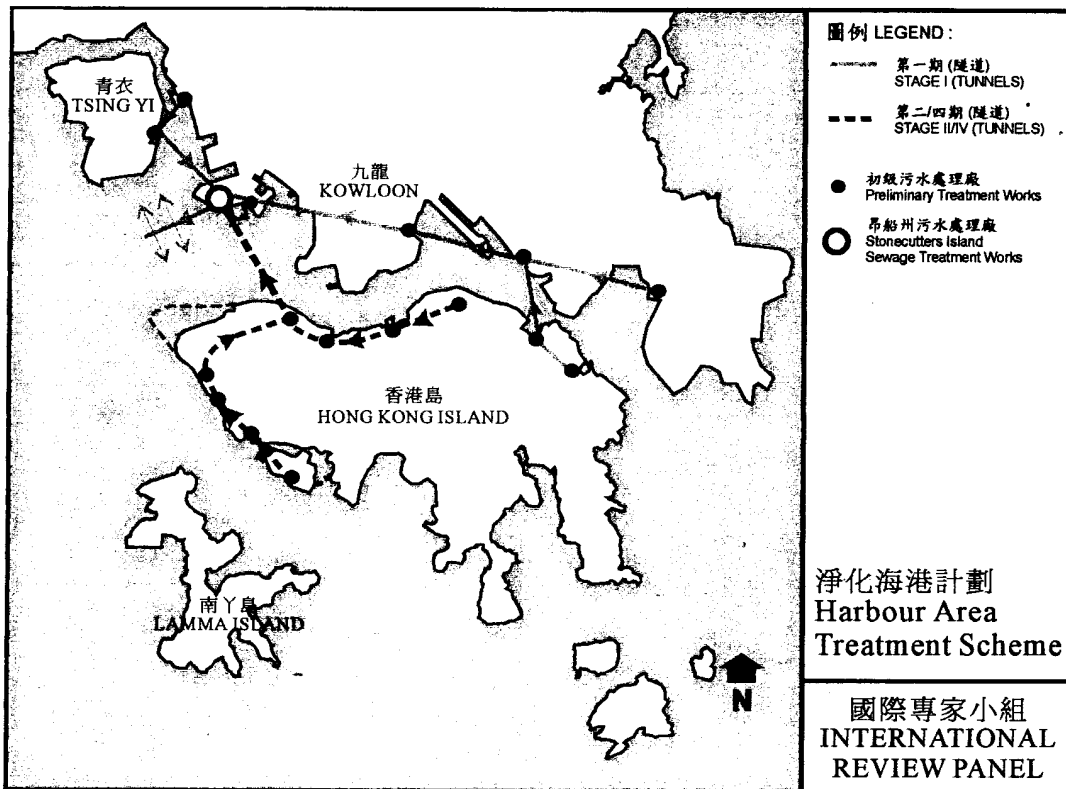 青衣
TSING YI
九龍
KOWLOON
香港島
HONG KONG ISLAND
南丫島
LAMMA ISLAND
N
圖例 LEGEND :
第一期 (隧道)
STAGE I (TUNNELS)
第二/四期 (隧道)
STAGE II/IV (TUNNELS)
初級污水處理廠
Preliminary Treatment Works
昂船州污水處理廠
Stonecutters Island
Sewage Treatment Works
淨化海港計劃
Harbour Area
Treatment Scheme
國際專家小組
INTERNATIONAL
REVIEW PANEL